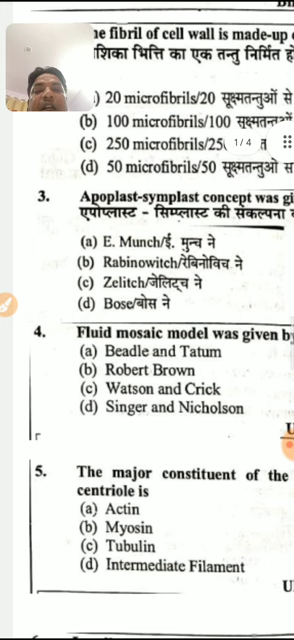 he fibril of cell wall is made-up
शिका भित्ति का एक तन्तु निर्मित
) 20 microfibrils/20 सूक्ष्मतन्तुओं से
(b) 100 microfibrils/100
(c) 250 microfibrils/25
1/4
(d) 50 microfibrils/50 सूक्ष्मतन्तुओं स
3. Apoplast-symplast concept was gi
एपोप्लास्ट - सिम्प्लास्ट की संकल्पना
(a) E. Munch/ई. मुन्च ने
(b) Rabinowitch/रेबिनोविच ने
(c) Zelitch/जेलिट्च ने
(d) Bose/बोस ने
4. Fluid mosaic model was given b
(a) Beadle and Tatum
(b) Robert Brown
(c) Watson and Crick
(d) Singer and Nicholson
U
5. The major constituent of the
centriole is
(a) Actin
(b) Myosin
(c) Tubulin
(d) Intermediate Filament
U